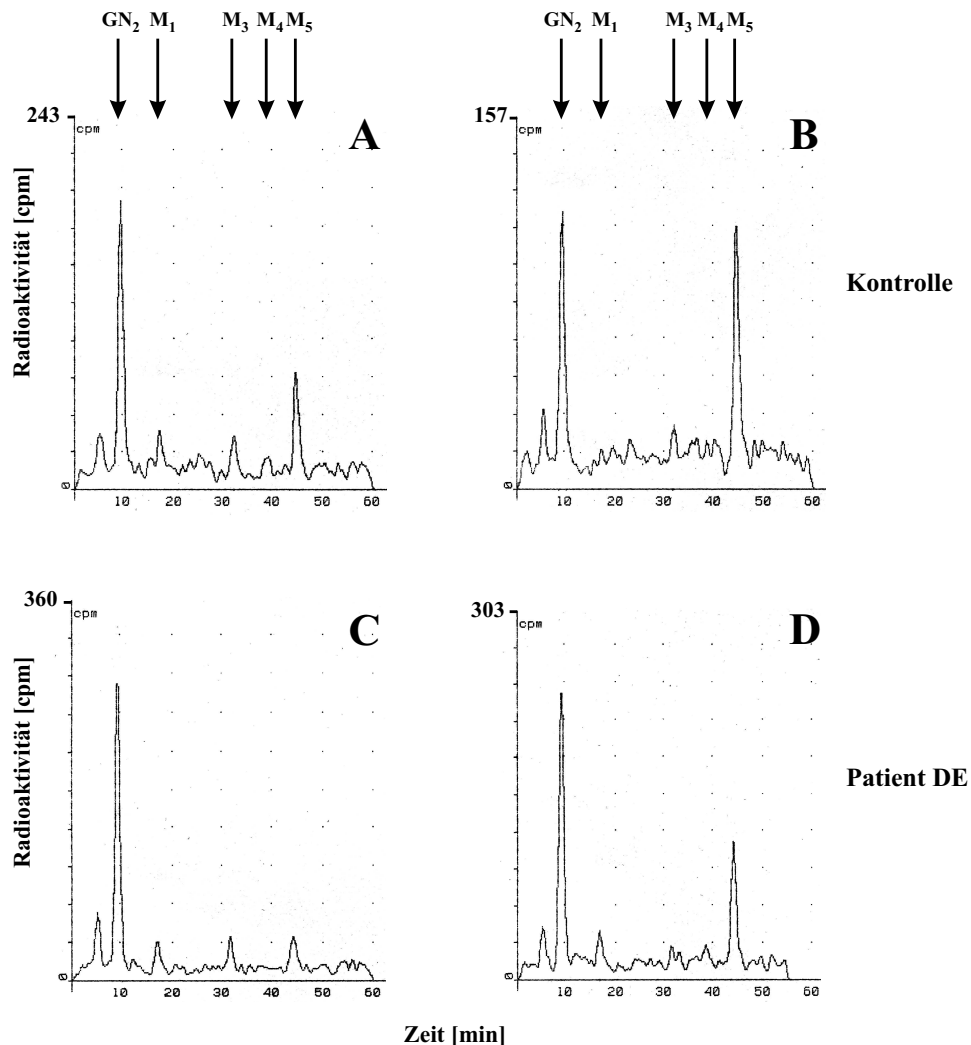 GN2 M1 M3 M4 M5 GN2 M1 M3 M4 M5
243 cpm A 157 cpm B
Radioaktivität [cpm]
Kontrolle
0 10 20 30 40 50 60 0 10 20 30 40 50 60
360 cpm C 303 cpm D
Radioaktivität [cpm]
Patient DE
0 10 20 30 40 50 60 0 10 20 30 40 50 60
Zeit [min]